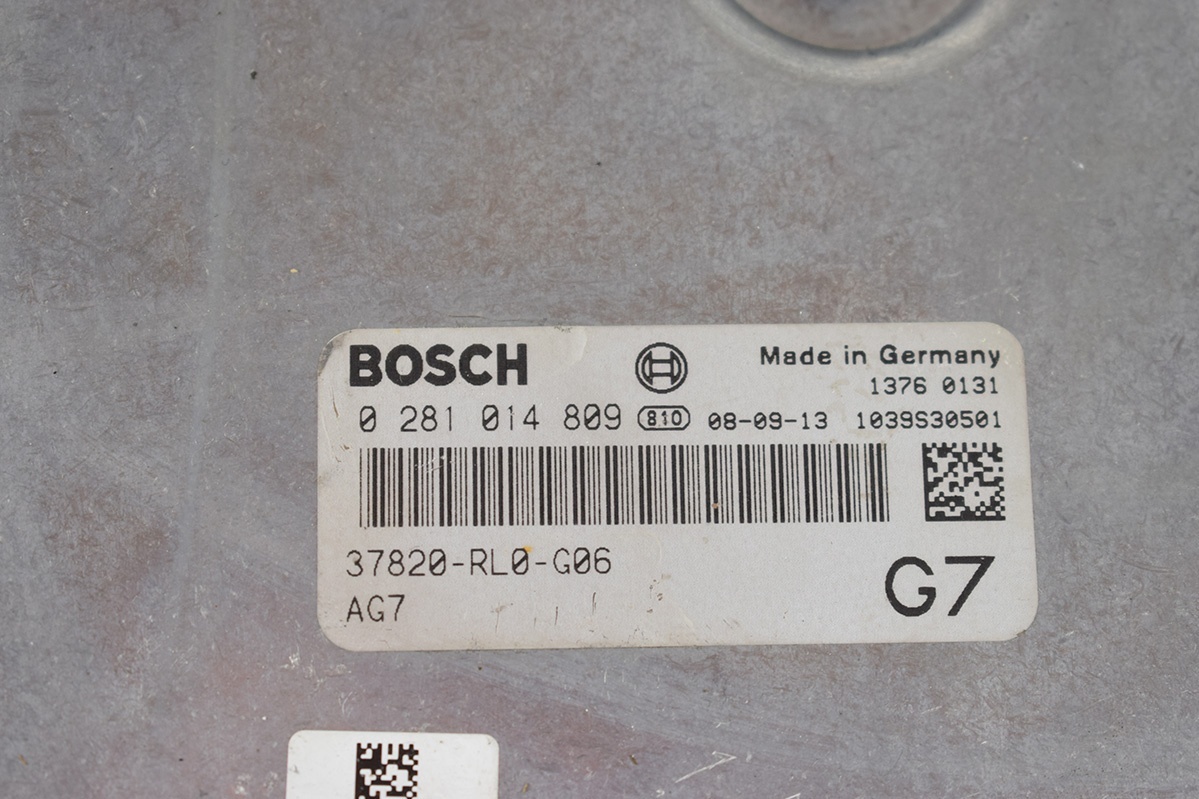 BOSCH
Made in Germany
1376 0131
0 281 014 809 810 08-09-13 1039S30501
37820-RL0-G06
AG7
G7